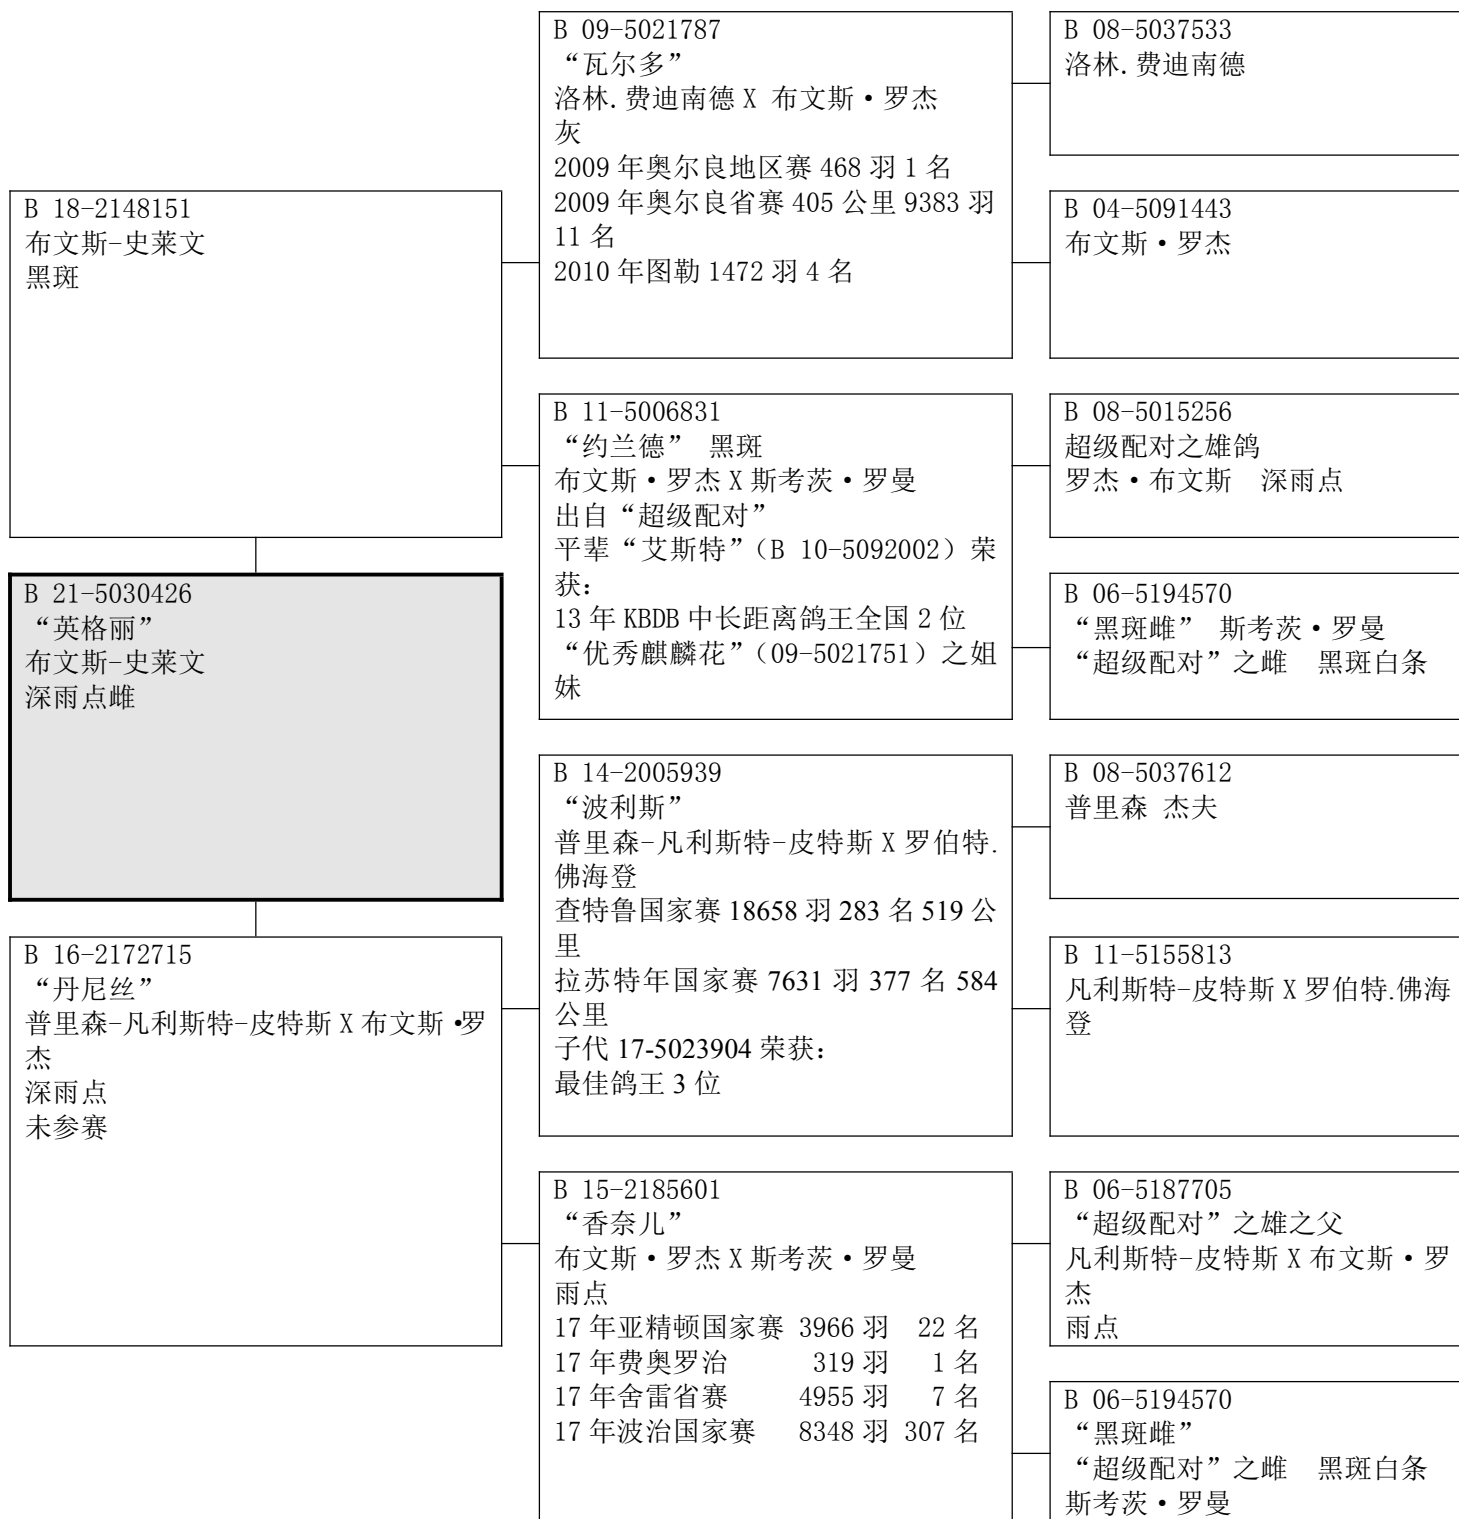 B 18-2148151
布文斯-史莱文
黑斑
B 21-5030426
“英格丽”
布文斯-史莱文
深雨点雌
B 16-2172715
“丹尼丝”
普里森-凡利斯特-皮特斯 X 布文斯•罗
杰
深雨点
未参赛
B 09-5021787
“瓦尔多”
洛林.费迪南德 X 布文斯•罗杰
灰
2009 年奥尔良地区赛 468 羽 1 名
2009 年奥尔良省赛 405 公里 9383 羽
11 名
2010 年图勒 1472 羽 4 名
B 11-5006831
“约兰德” 黑斑
布文斯•罗杰 X 斯考茨•罗曼
出自“超级配对”
平辈“艾斯特”（B 10-5092002）荣
获：
13 年 KBDB 中长距离鸽王全国 2 位
“优秀麒麟花”（09-5021751）之姐
妹
B 14-2005939
“波利斯”
普里森-凡利斯特-皮特斯 X 罗伯特.
佛海登
查特鲁国家赛 18658 羽 283 名 519 公
里
拉苏特年国家赛 7631 羽 377 名 584
公里
子代 17-5023904 荣获：
最佳鸽王 3 位
B 15-2185601
“香奈儿”
布文斯•罗杰 X 斯考茨•罗曼
雨点
17 年亚精顿国家赛 3966 羽 22 名
17 年费奥罗治 319 羽 1 名
17 年舍雷省赛 4955 羽 7 名
17 年波治国家赛 8348 羽 307 名
B 08-5037533
洛林.费迪南德
B 04-5091443
布文斯•罗杰
B 08-5015256
超级配对之雄鸽
罗杰•布文斯 深雨点
B 06-5194570
“黑斑雌” 斯考茨•罗曼
“超级配对”之雌 黑斑白条
B 08-5037612
普里森 杰夫
B 11-5155813
凡利斯特-皮特斯 X 罗伯特.佛海
登
B 06-5187705
“超级配对”之雄之父
凡利斯特-皮特斯 X 布文斯•罗
杰
雨点
B 06-5194570
“黑斑雌”
“超级配对”之雌 黑斑白条
斯考茨•罗曼